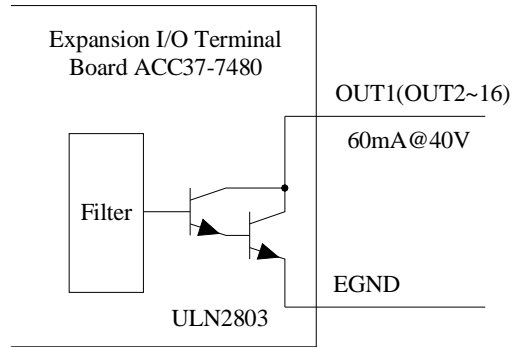 Expansion I/O Terminal
Board ACC37-7480
OUT1(OUT2~16)
60mA@40V
Filter
EGND
ULN2803